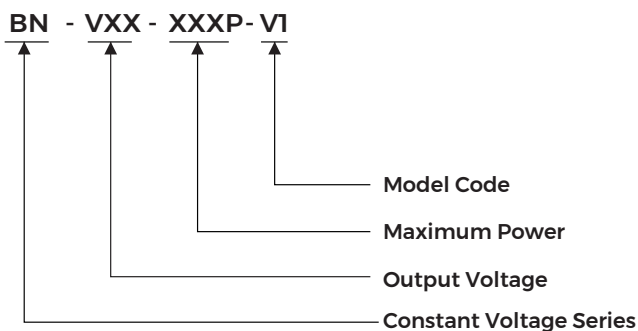 BN - VXX - XXXP- V1
Model Code
Maximum Power
Output Voltage
Constant Voltage Series